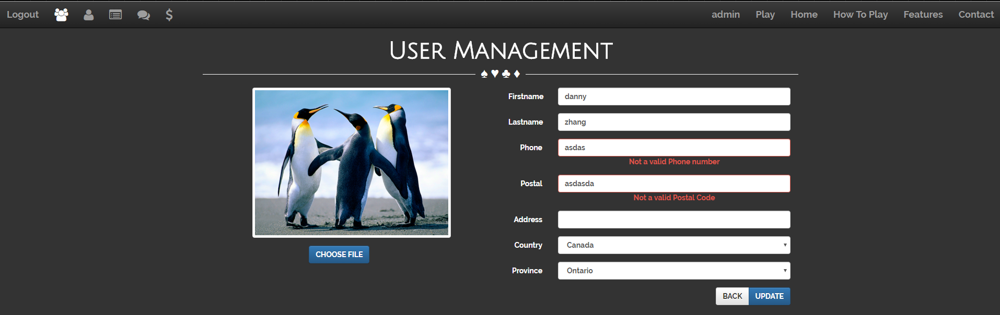 Logout $ admin Play Home How To Play Features Contact
User Management
♠ ♥ ♣ ♦
Firstname danny
Lastname zhang
Phone asdas
Not a valid Phone number
Postal asdasda
Not a valid Postal Code
Address
Country Canada
CHOOSE FILE
Province Ontario
BACK UPDATE